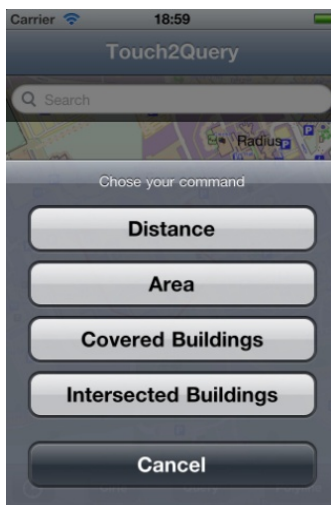 Carrier 18:59
Touch2Query
Search
Radius
P
P
Chose your command
Distance
Area
Covered Buildings
Intersected Buildings
Cancel